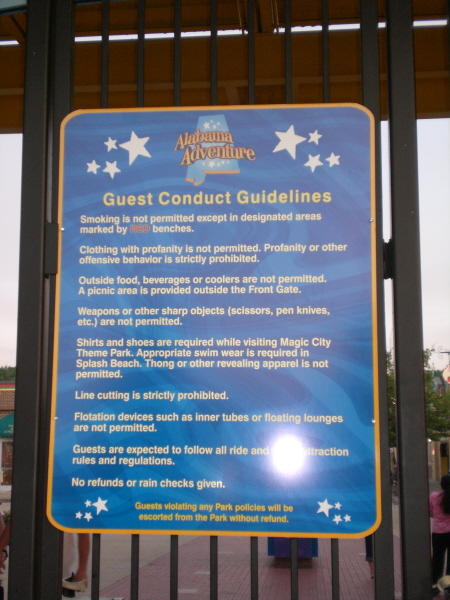 Alabama
Adventure
Guest Conduct Guidelines
Smoking is not permitted except in designated areas
marked by RED benches.
Clothing with profanity is not permitted. Profanity or other
offensive behavior is strictly prohibited.
Outside food, beverages or coolers are not permitted.
A picnic area is provided outside the Front Gate.
Weapons or other sharp objects (scissors, pen knives,
etc.) are not permitted.
Shirts and shoes are required while visiting Magic City
Theme Park. Appropriate swim wear is required in
Splash Beach. Thong or other revealing apparel is not
permitted.
Line cutting is strictly prohibited.
Flotation devices such as inner tubes or floating lounges
are not permitted.
Guests are expected to follow all ride and attraction
rules and regulations.
No refunds or rain checks given.
Guests violating any Park policies will be
escorted from the Park without refund.